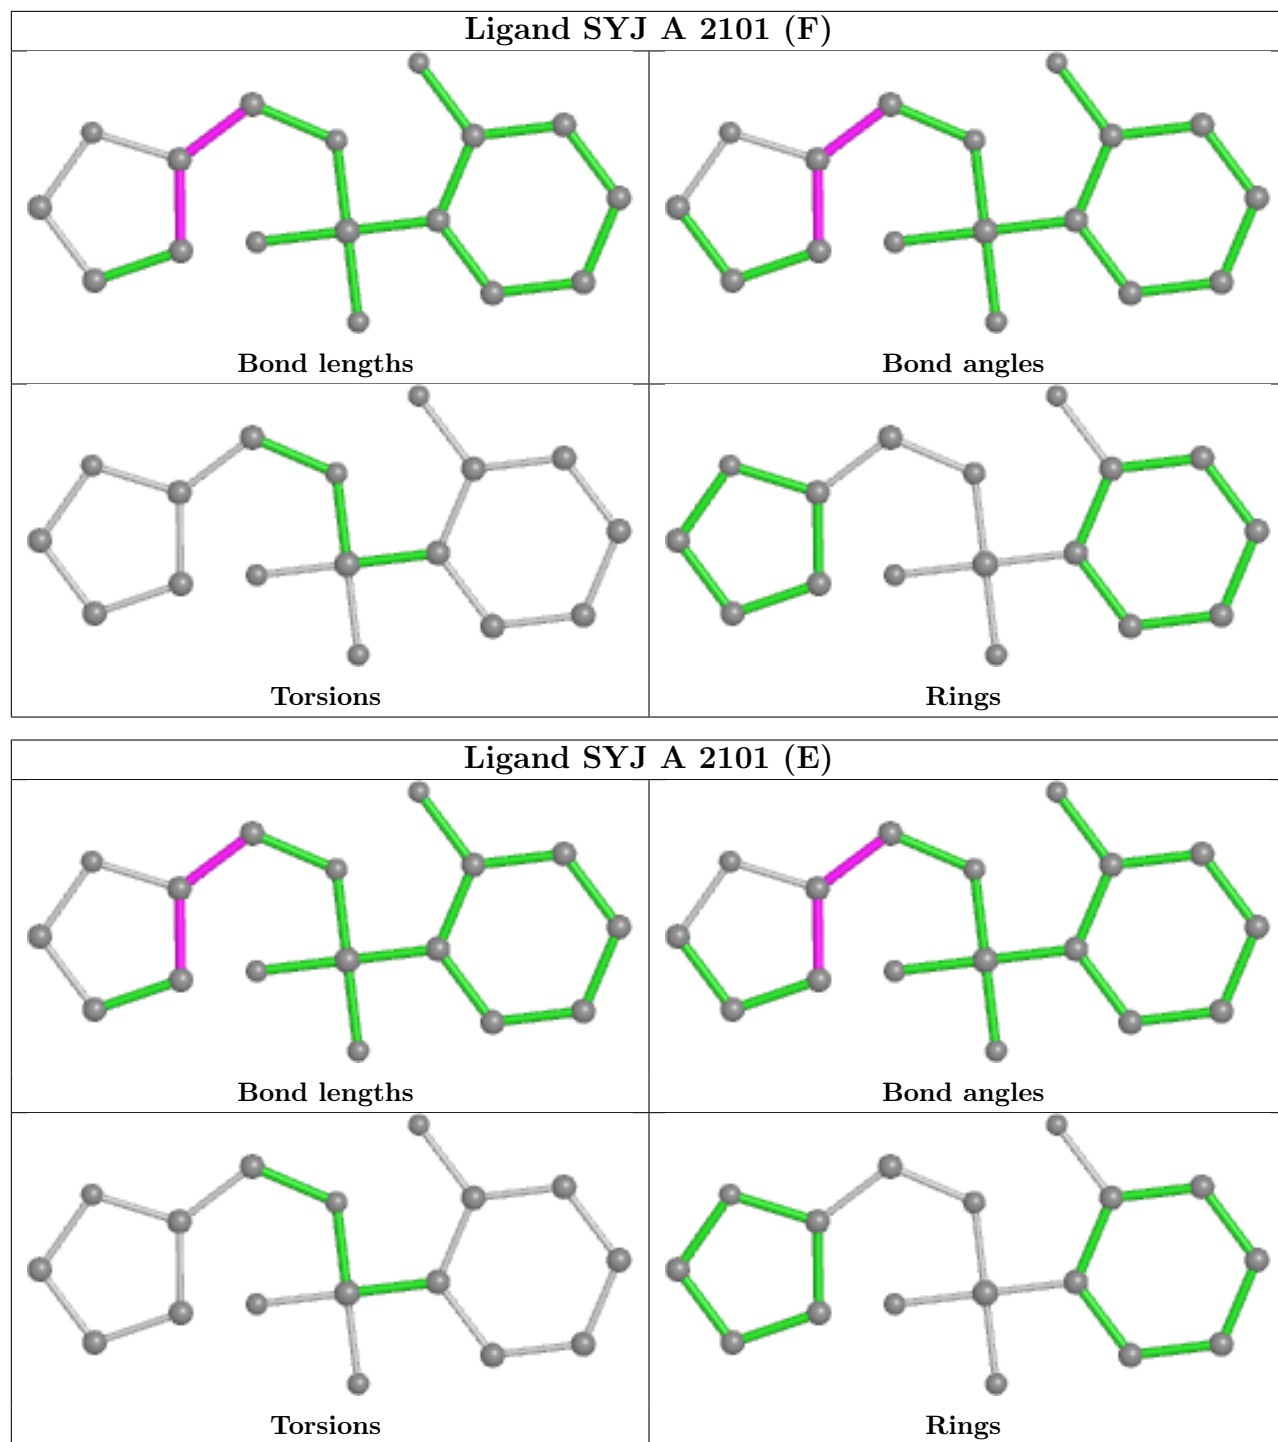 Ligand SYJ A 2101 (F)
Bond lengths
Bond angles
Torsions
Rings
Ligand SYJ A 2101 (E)
Bond lengths
Bond angles
Torsions
Rings